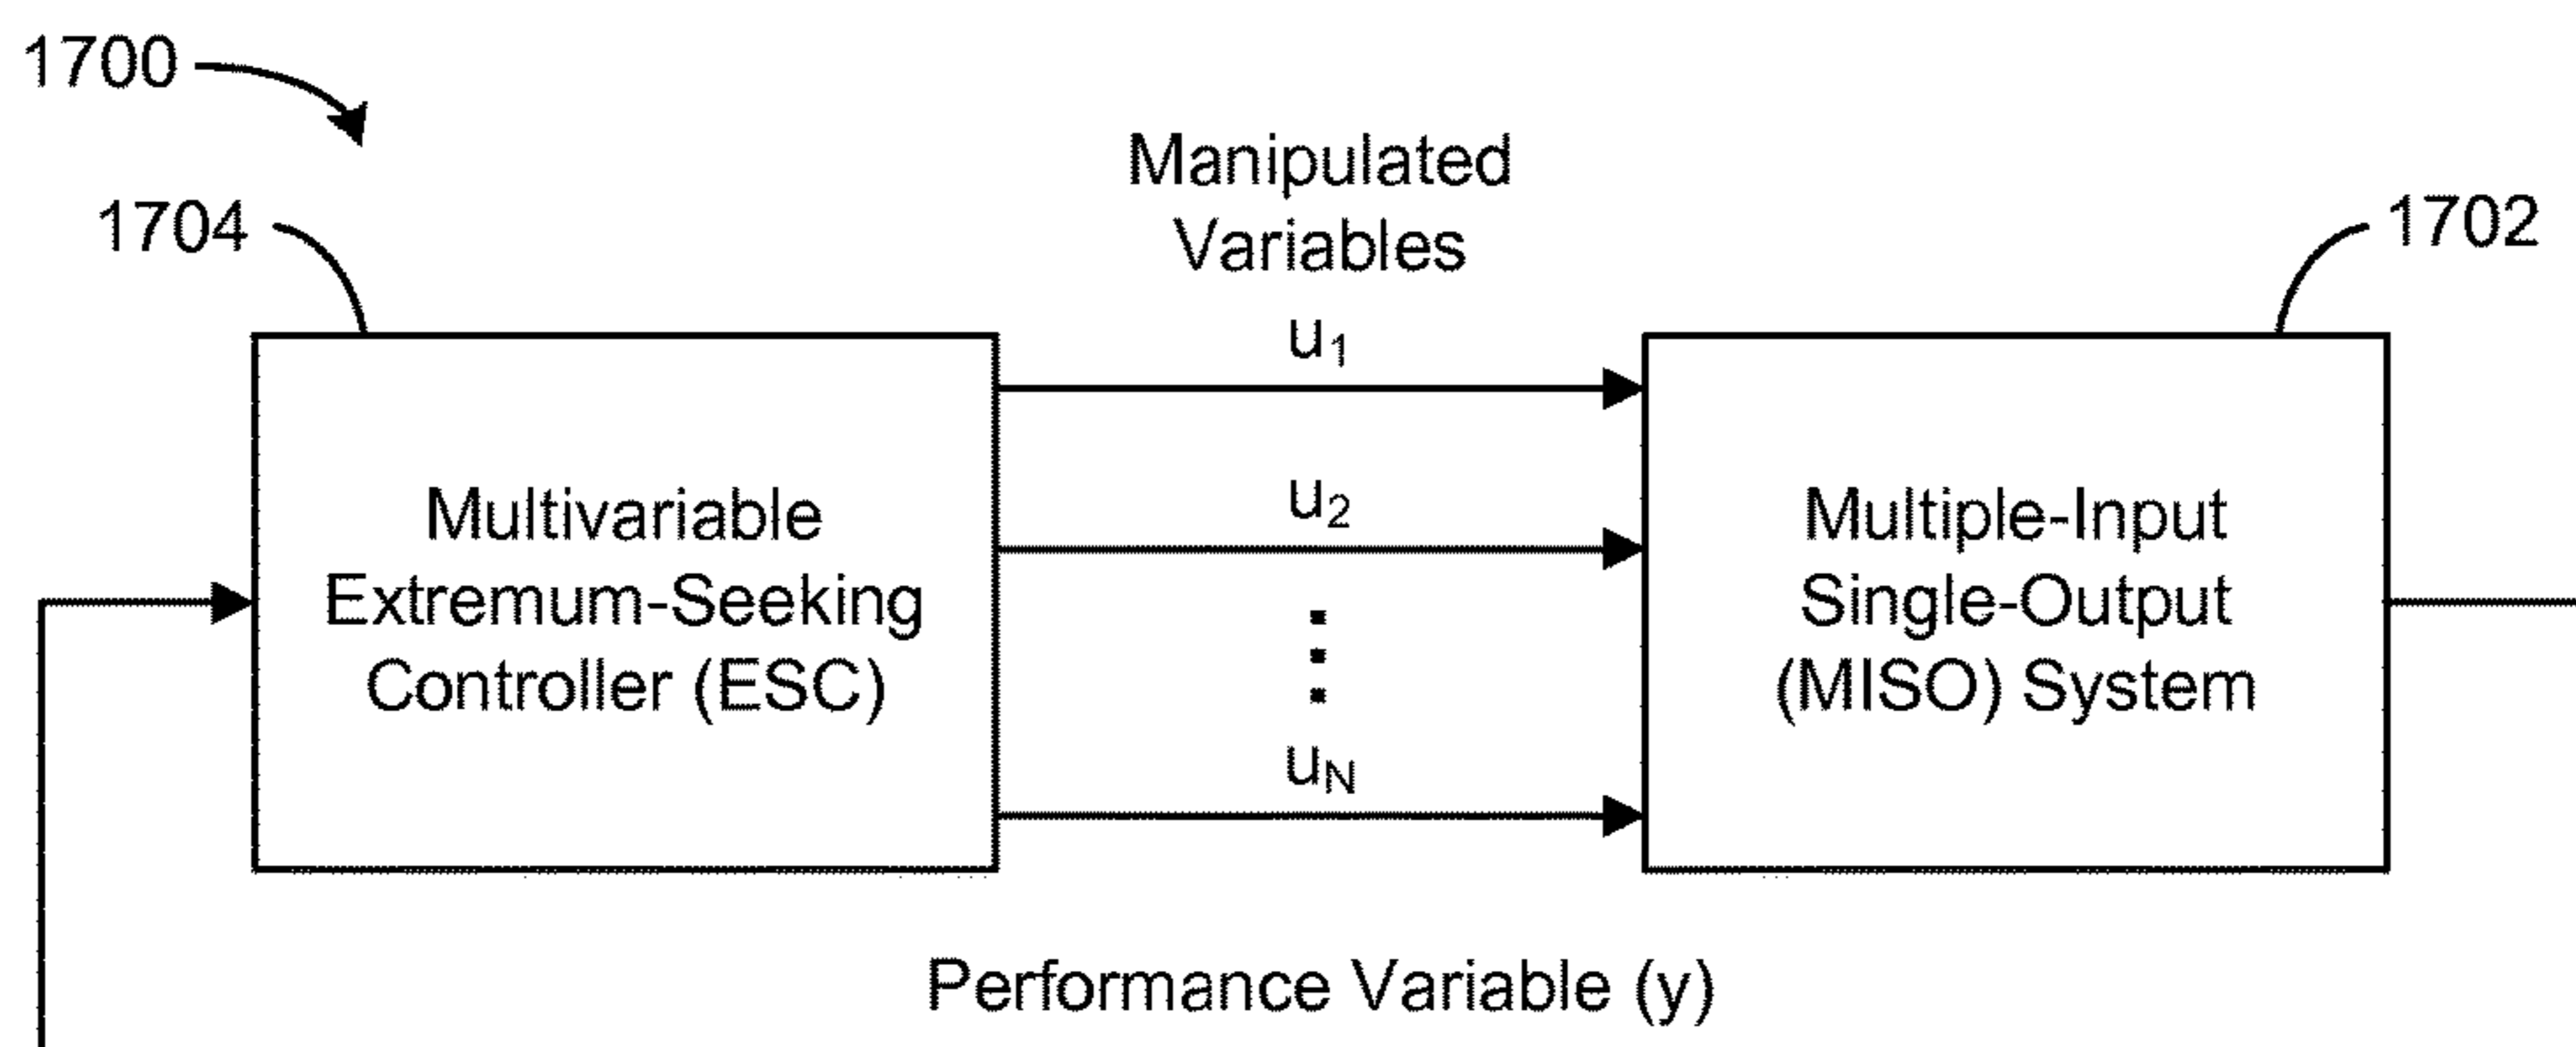 1700
1704
Manipulated
Variables
1702
u₁
u₂
u_N
Multivariable
Extremum-Seeking
Controller (ESC)
Multiple-Input
Single-Output
(MISO) System
Performance Variable (y)